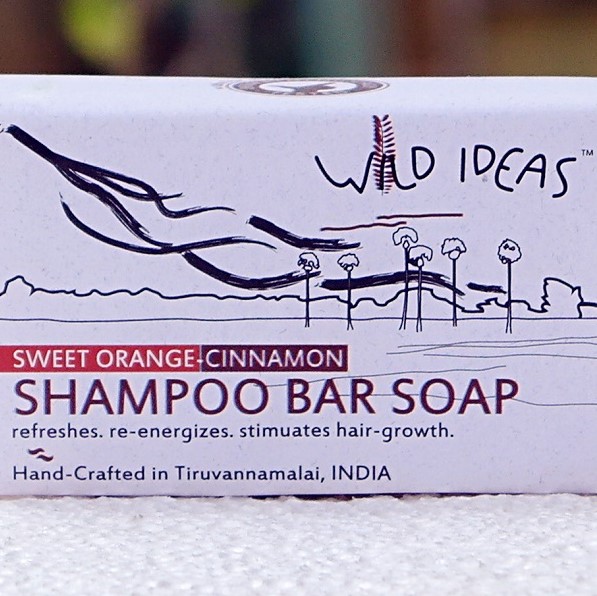 WILD IDEAS™
SWEET ORANGE-CINNAMON
SHAMPOO BAR SOAP
refreshes. re-energizes. stimuates hair-growth.
Hand-Crafted in Tiruvannamalai, INDIA